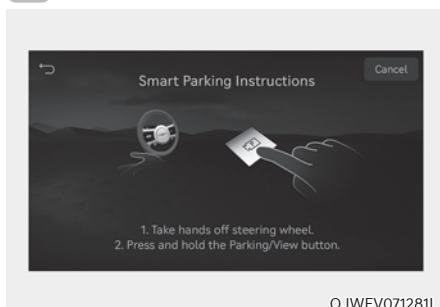 Cancel
Smart Parking Instructions
1. Take hands off steering wheel.
2. Press and hold the Parking/View button.
OJWEV071281L